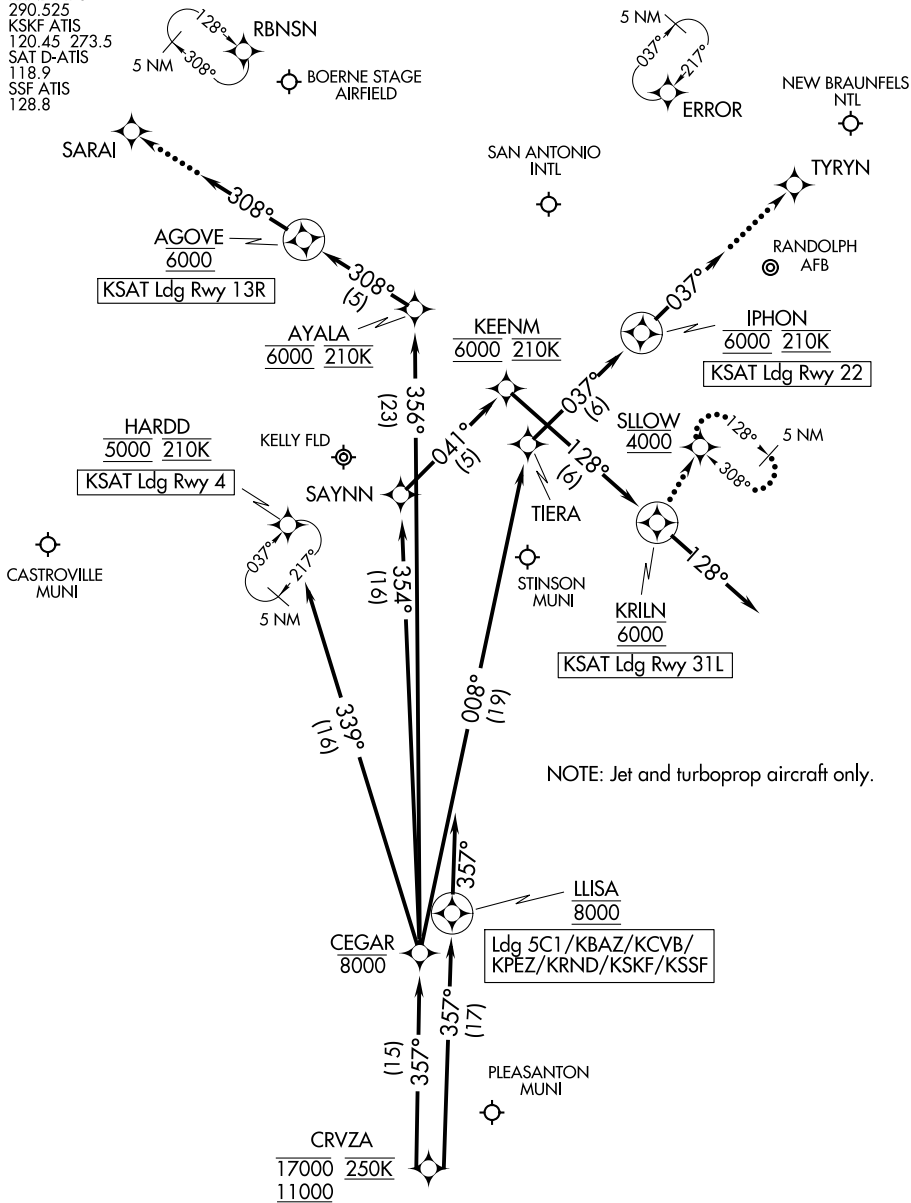 290.525
KSKF ATIS
120.45 273.5
SAT D-ATIS
118.9
SSF ATIS
128.8
128°
308°
5 NM
RBNSN
BOERNE STAGE
AIRFIELD
5 NM
037°
217°
ERROR
NEW BRAUNFELS
NTL
SARAI
SAN ANTONIO
INTL
TYRYN
308°
AGOVE
6000
KSAT Ldg Rwy 13R
308°
(5)
RANDOLPH
AFB
037°
AYALA
6000 210K
KEENM
6000 210K
IPHON
6000 210K
KSAT Ldg Rwy 22
037°
(6)
356°
(23)
HARDD
5000 210K
KSAT Ldg Rwy 4
KELLY FLD
041°
(5)
SLLOW
4000
128°
5 NM
308°
128°
(6)
SAYNN
TIERA
CASTROVILLE
MUNI
037°
217°
5 NM
354°
(16)
STINSON
MUNI
128°
KRILN
6000
KSAT Ldg Rwy 31L
339°
(16)
008°
(19)
NOTE: Jet and turboprop aircraft only.
357°
LLISA
8000
Ldg 5C1/KBAZ/KCVB/
KPEZ/KRND/KSKF/KSSF
CEGAR
8000
357°
(15)
357°
(17)
PLEASANTON
MUNI
CRVZA
17000 250K
11000